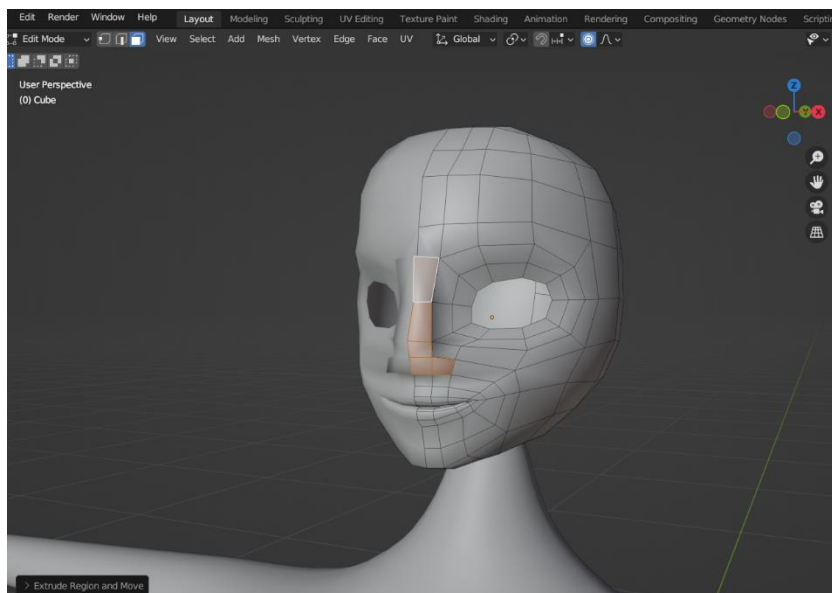 Edit Render Window Help Layout Modeling Sculpting UV Editing Texture Paint Shading Animation Rendering Compositing Geometry Nodes Scripti
Edit Mode View Select Add Mesh Vertex Edge Face UV Global
User Perspective
(0) Cube
Z
Y X
> Extrude Region and Move